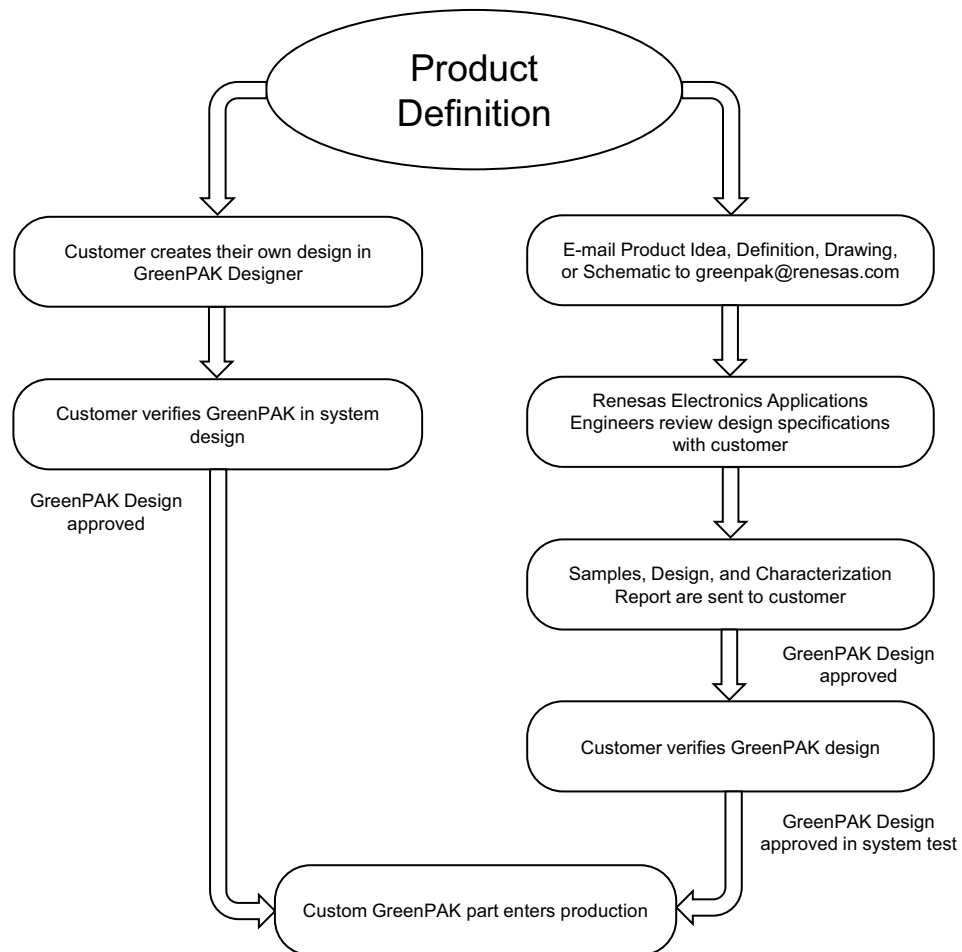 Product
Definition
Customer creates their own design in
GreenPAK Designer
Customer verifies GreenPAK in system
design
GreenPAK Design
approved
E-mail Product Idea, Definition, Drawing,
or Schematic to greenpak@renesas.com
Renesas Electronics Applications
Engineers review design specifications
with customer
Samples, Design, and Characterization
Report are sent to customer
GreenPAK Design
approved
Customer verifies GreenPAK design
GreenPAK Design
approved in system test
Custom GreenPAK part enters production